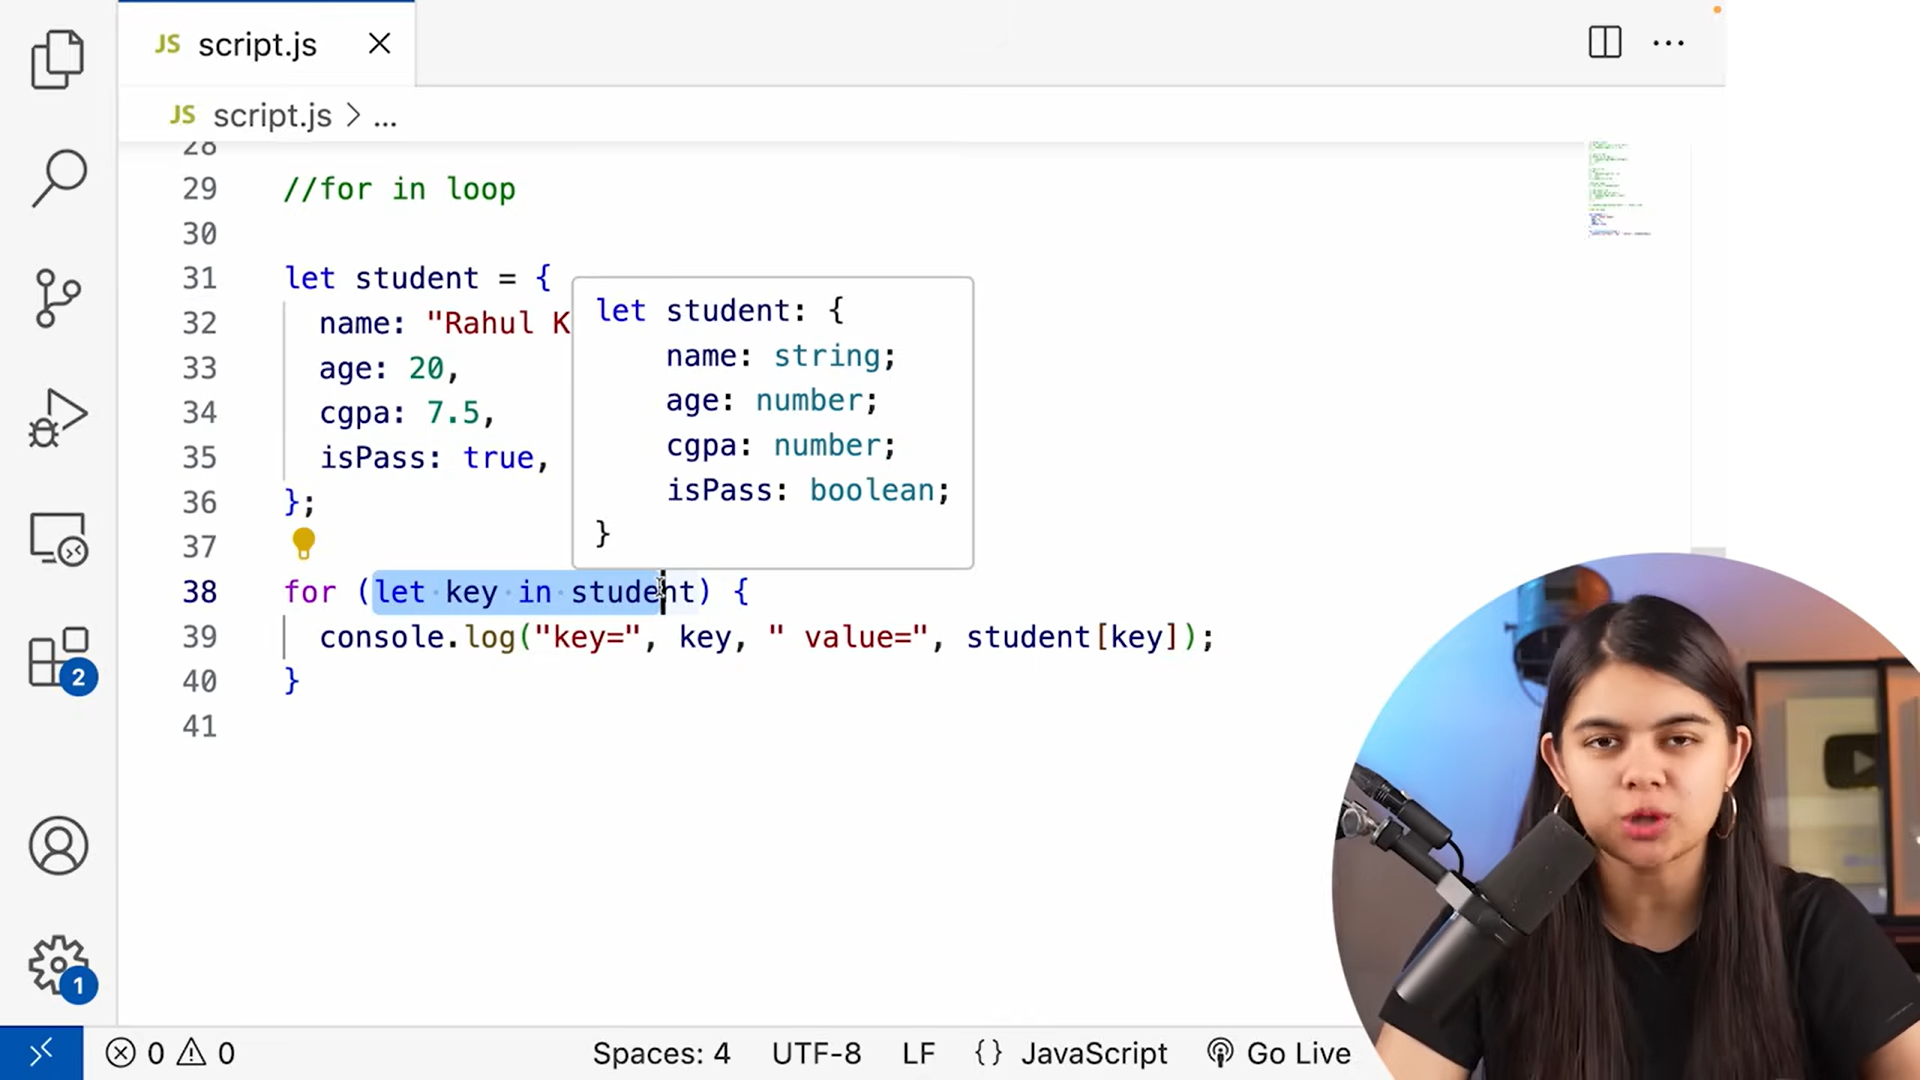 JS script.js
JS script.js > ...
28
29 //for in loop
30
31 let student = {
32 name: "Rahul K
33 age: 20,
34 cgpa: 7.5,
35 isPass: true,
36 };
37
38 for (let key in student) {
39 console.log("key=", key, " value=", student[key]);
40 }
41
let student: {
name: string;
age: number;
cgpa: number;
isPass: boolean;
}
2
1
0 0 Spaces: 4 UTF-8 LF {} JavaScript Go Live